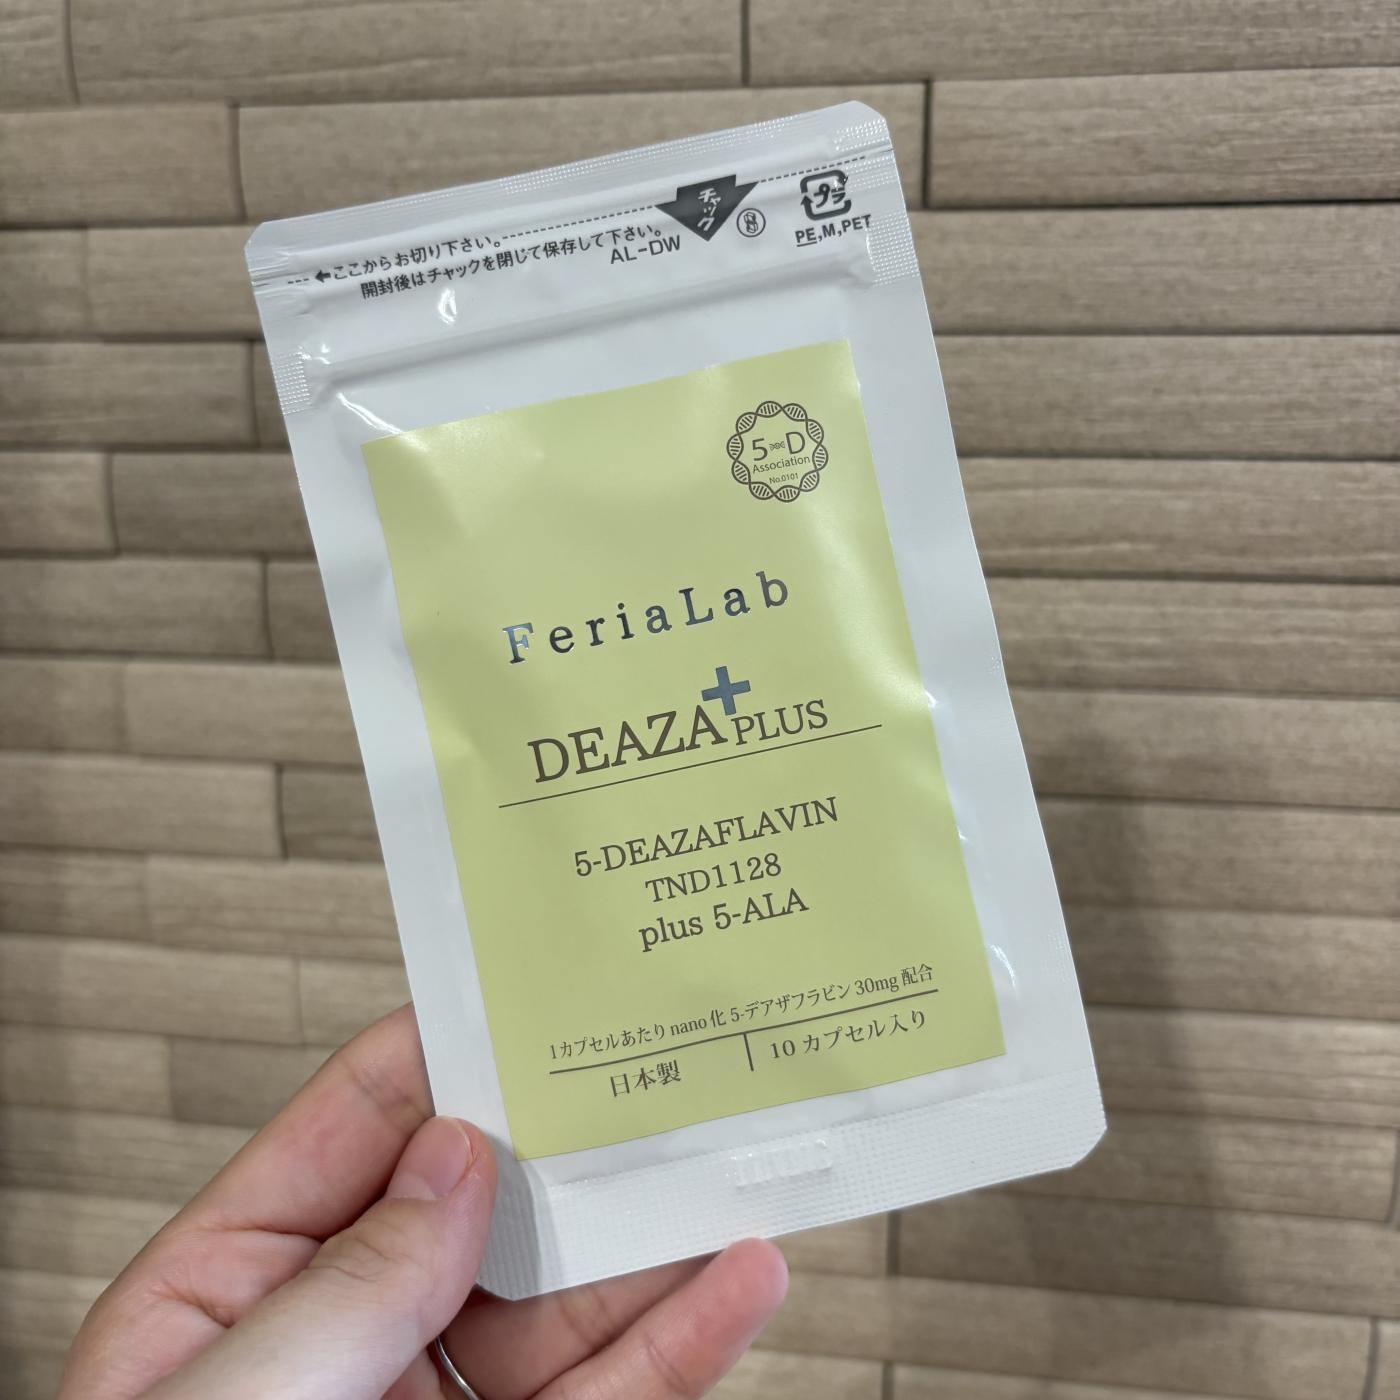 ←ここからお切り下さい。
開封後はチャックを閉じて保存して下さい。
AL-DW
チャック
プラ
PE,M,PET
5 D
Association
No.0101
FeriaLab
DEAZA+PLUS
5-DEAZAFLAVIN
TND1128
plus 5-ALA
1カプセルあたり nano 化 5-デアザフラビン 30mg 配合
日本製
10 カプセル入り